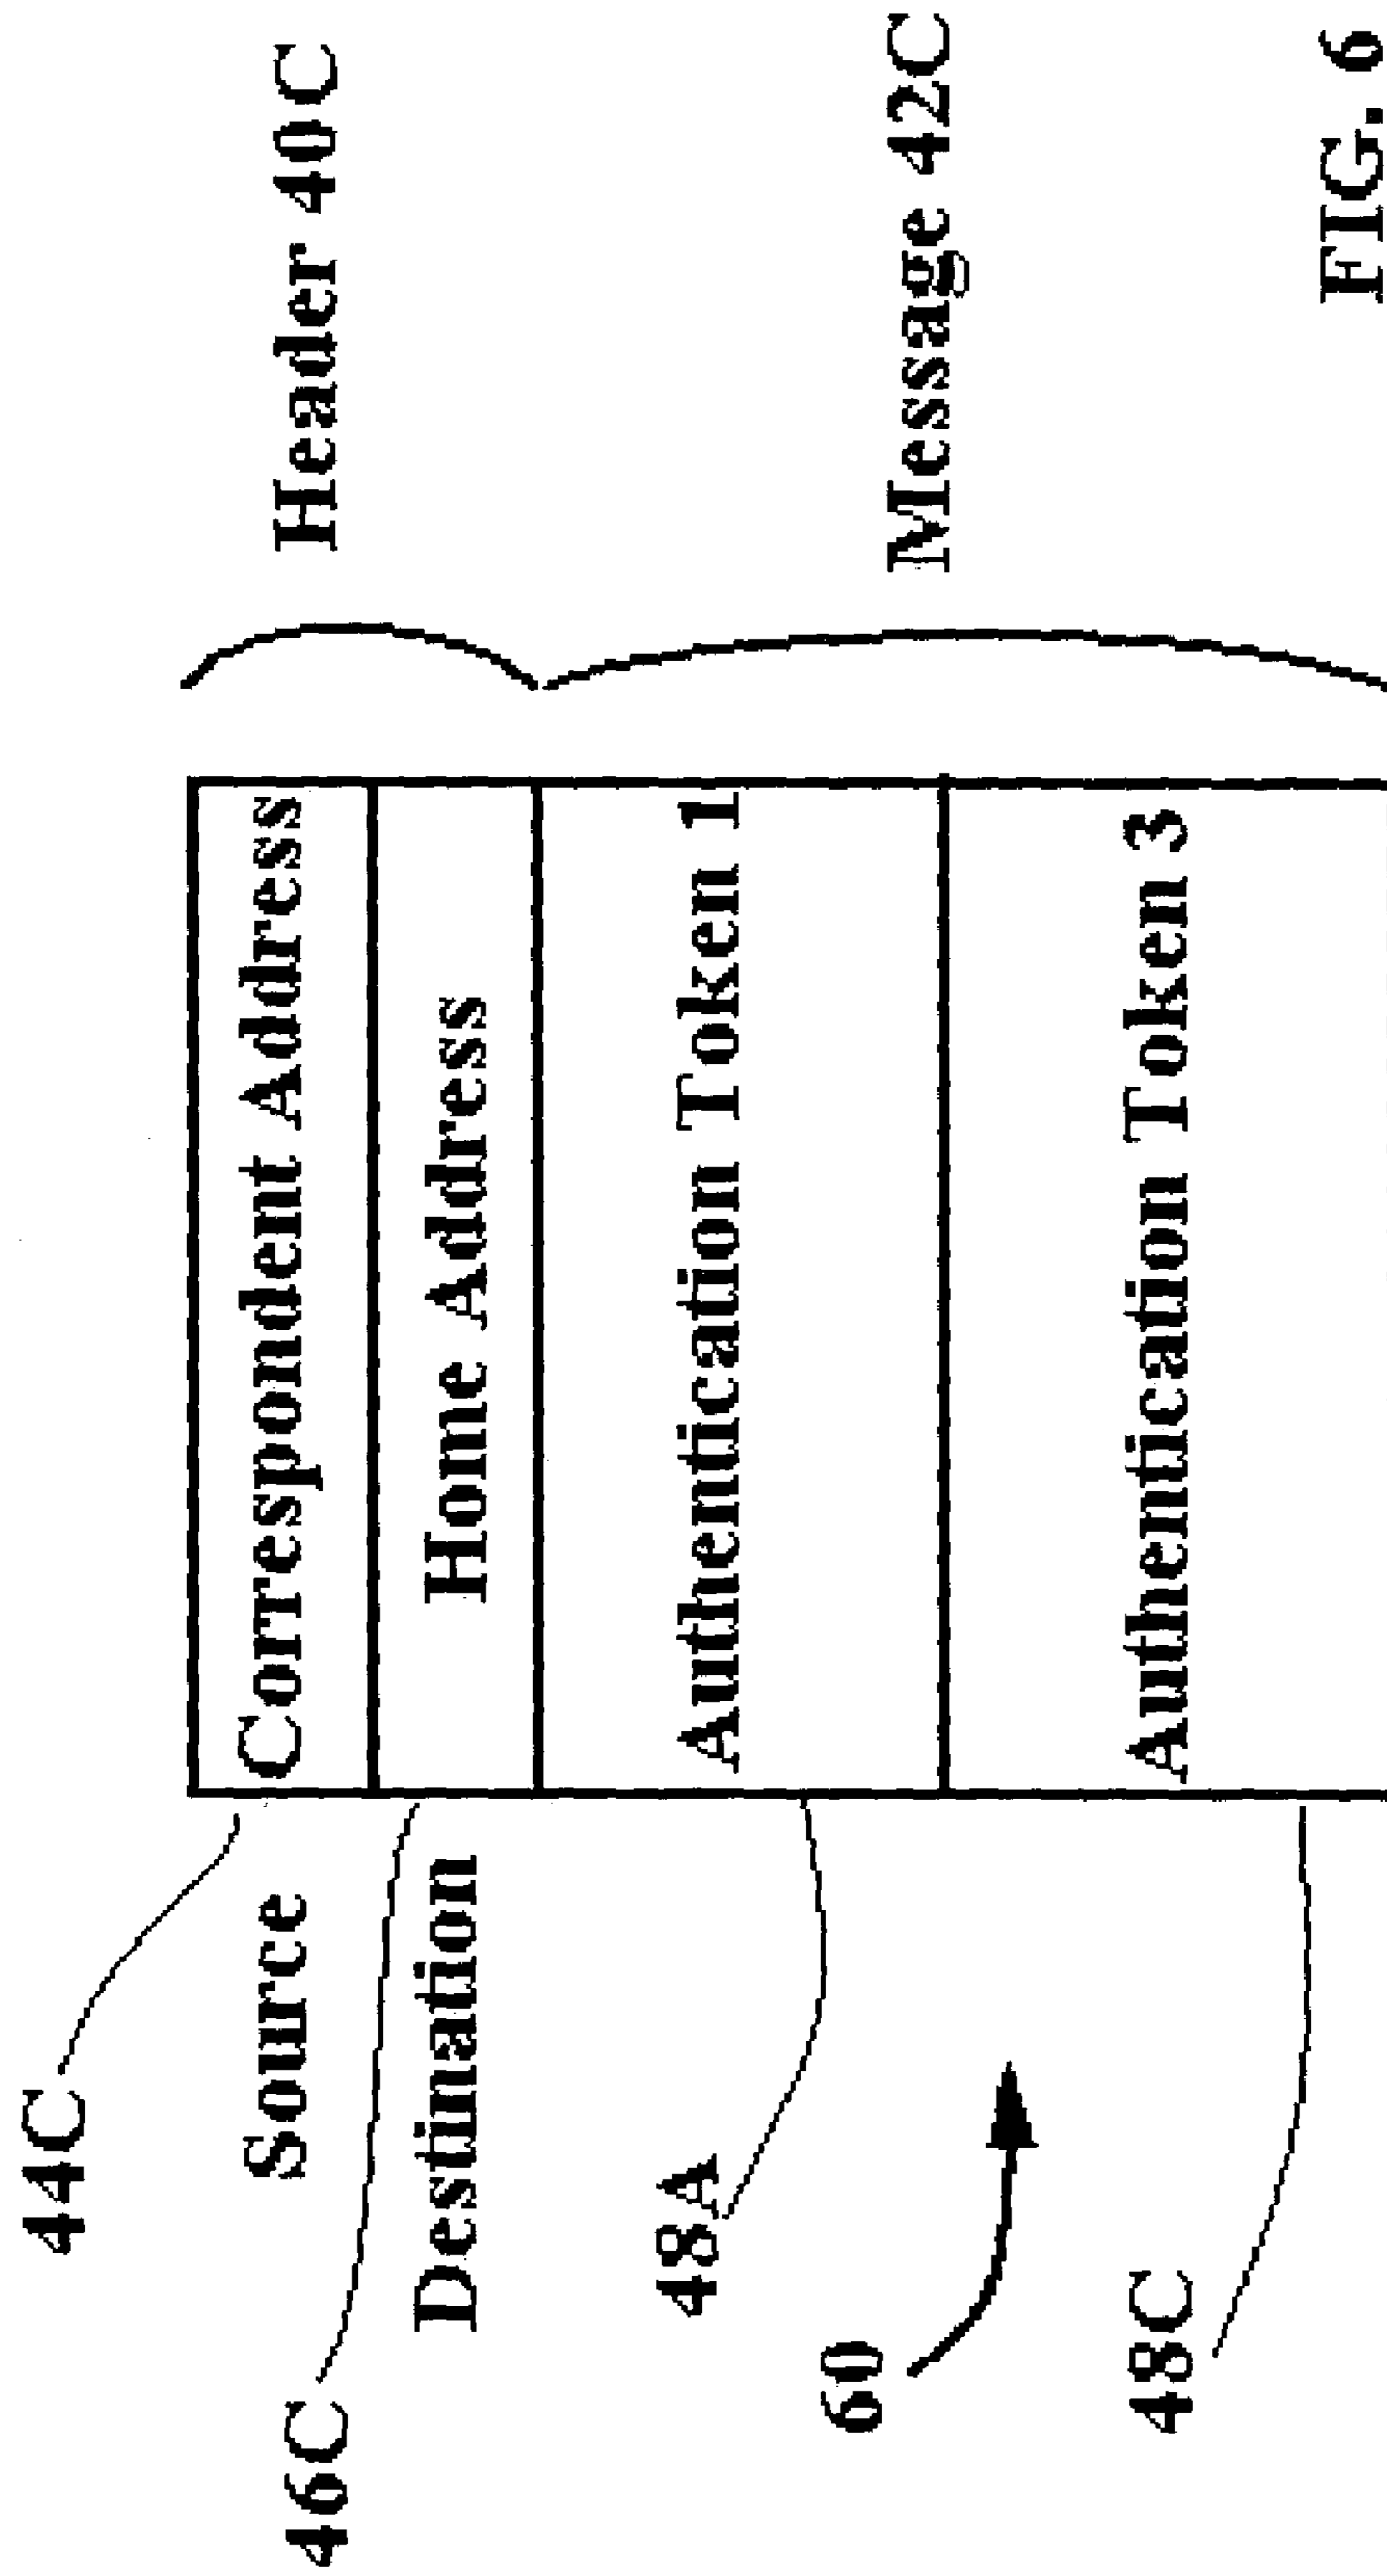 44C
Source
Correspondent Address
Header 40C
46C
Destination
Home Address
48A
Authentication Token 1
Message 42C
60
48C
Authentication Token 3
FIG. 6